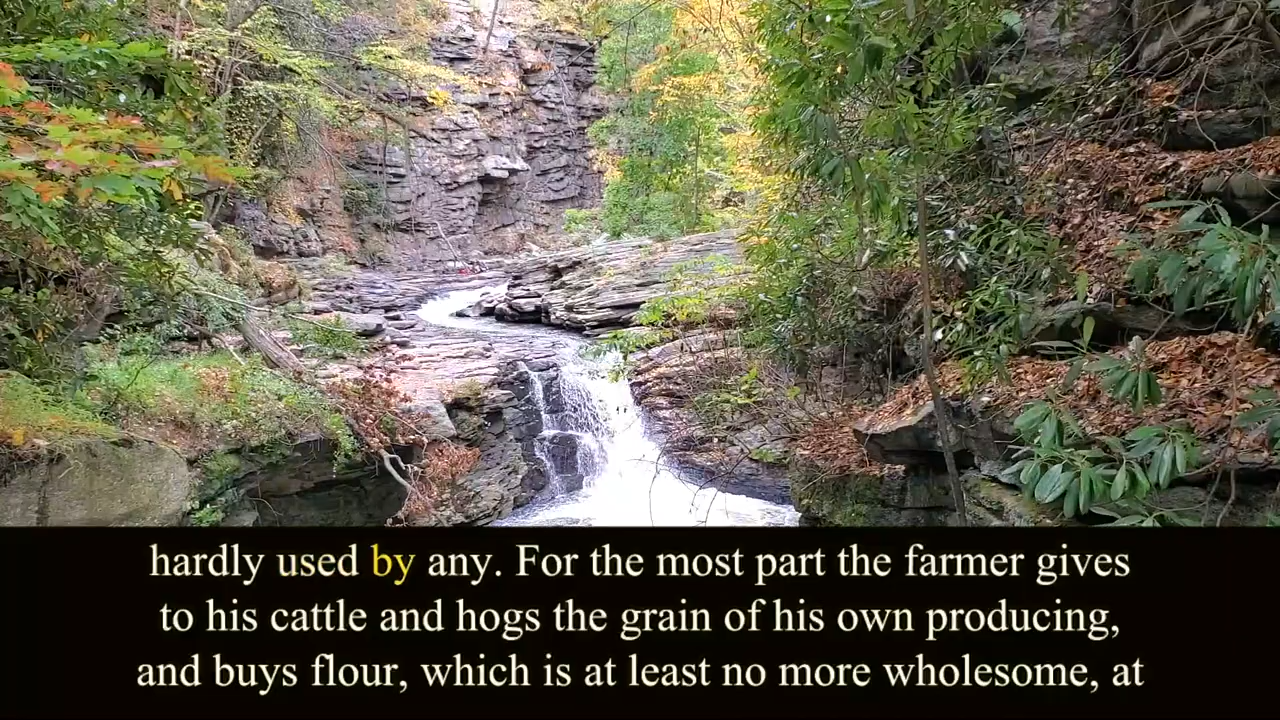 hardly used by any. For the most part the farmer gives
to his cattle and hogs the grain of his own producing,
and buys flour, which is at least no more wholesome, at